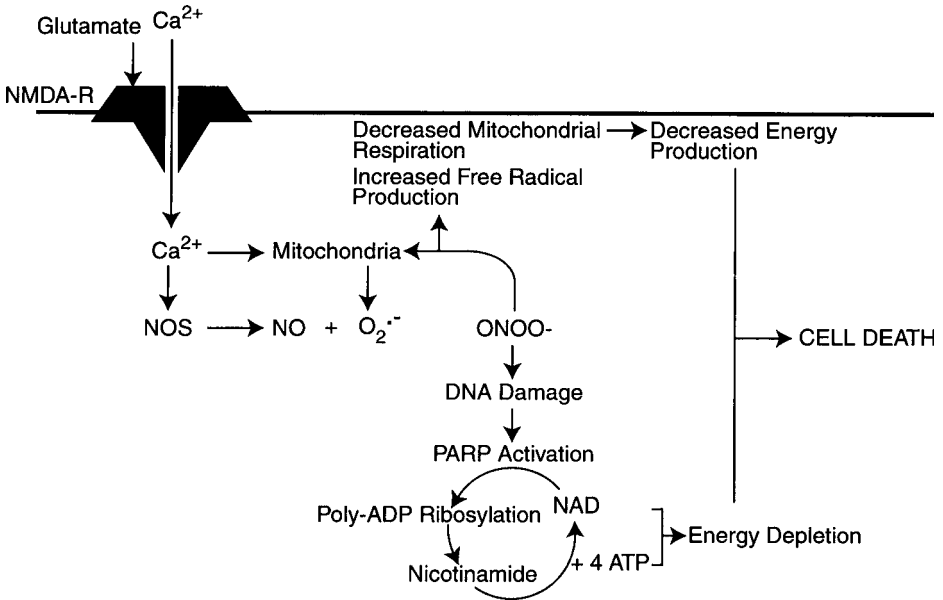 Glutamate Ca²⁺
NMDA-R
Decreased Mitochondrial
Respiration
Increased Free Radical
Production
Decreased Energy
Production
Ca²⁺ Mitochondria
NOS NO + O₂·⁻ ONOO-
CELL DEATH
DNA Damage
PARP Activation
Poly-ADP Ribosylation NAD
Energy Depletion
Nicotinamide + 4 ATP